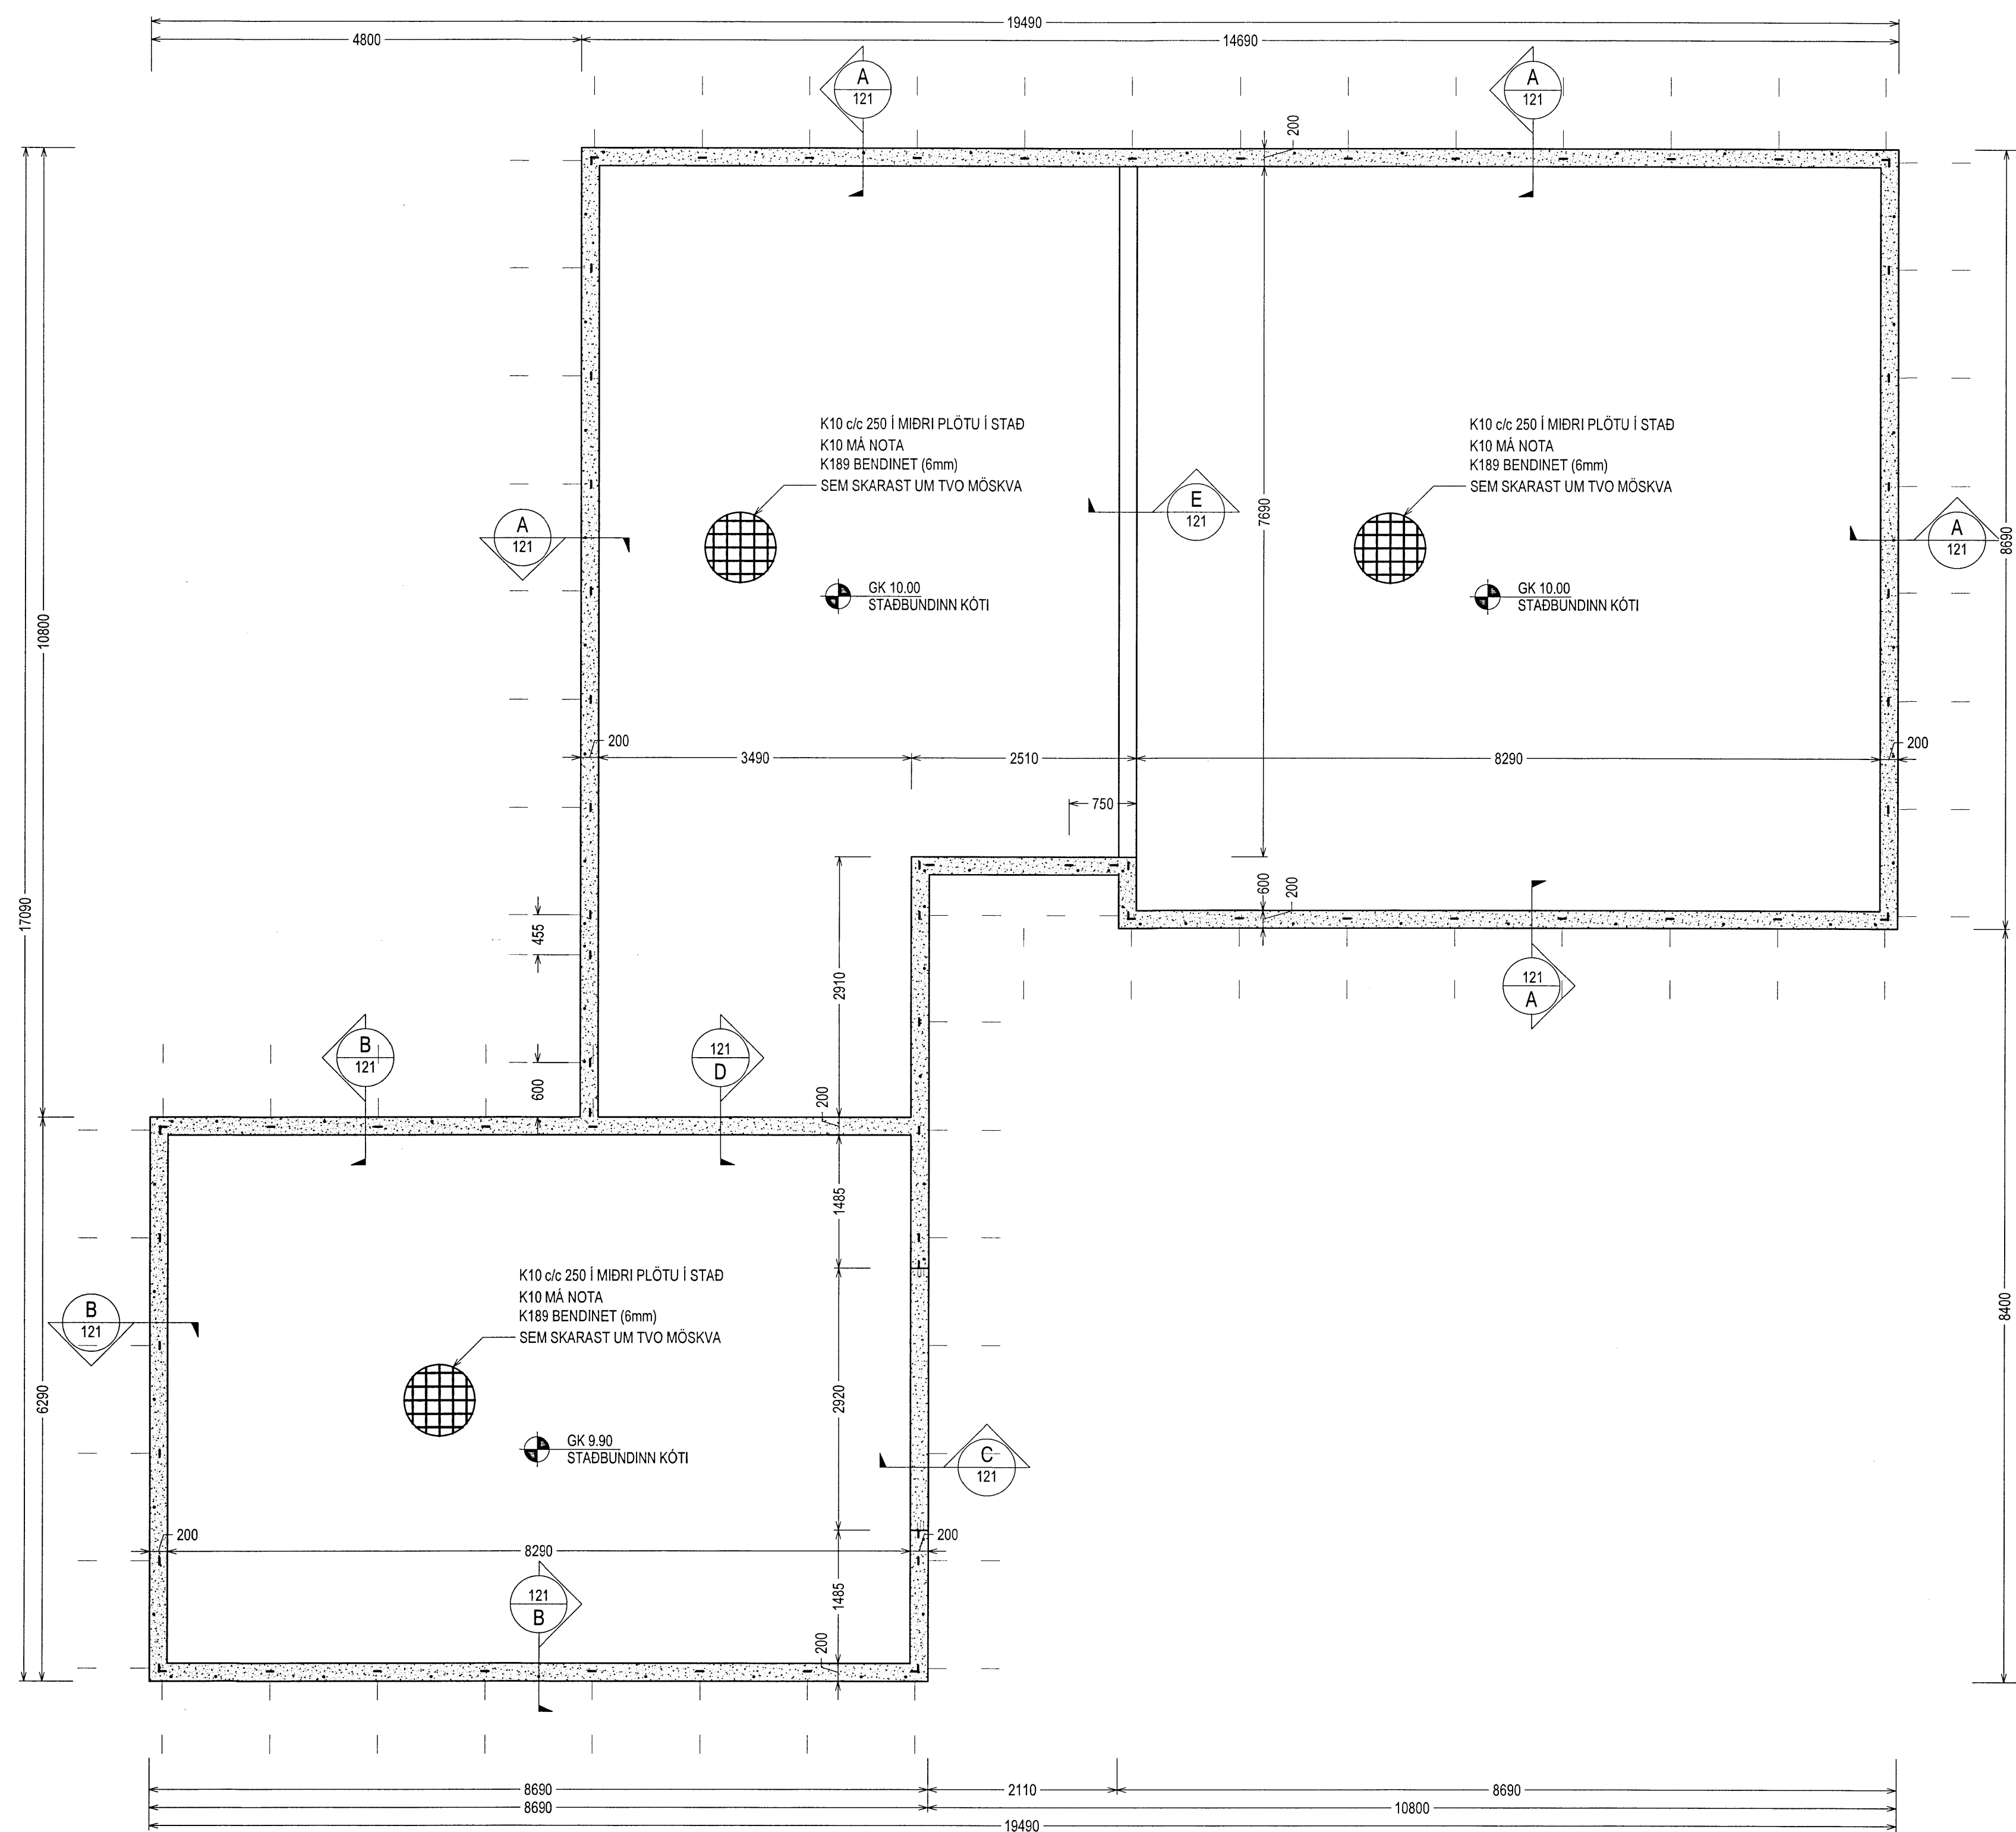 19490
4800
14690
A
121
A
121
200
K10 c/c 250 Í MIÐRI PLÖTU Í STAÐ
K10 MÁ NOTA
K189 BENDINET (6mm)
SEM SKARAST UM TVO MÖSKVA
K10 c/c 250 Í MIÐRI PLÖTU Í STAÐ
K10 MÁ NOTA
K189 BENDINET (6mm)
SEM SKARAST UM TVO MÖSKVA
A
121
E
121
7690
A
121
8690
GK 10.00
STAÐBUNDINN KÓTI
GK 10.00
STAÐBUNDINN KÓTI
10800
200
3490
2510
8290
200
750
17090
600
200
455
2910
121
A
B
121
121
D
600
200
1485
K10 c/c 250 Í MIÐRI PLÖTU Í STAÐ
K10 MÁ NOTA
K189 BENDINET (6mm)
SEM SKARAST UM TVO MÖSKVA
B
121
8400
6290
2920
GK 9.90
STAÐBUNDINN KÓTI
C
121
200
8290
200
121
B
1485
200
8690
2110
8690
8690
10800
19490